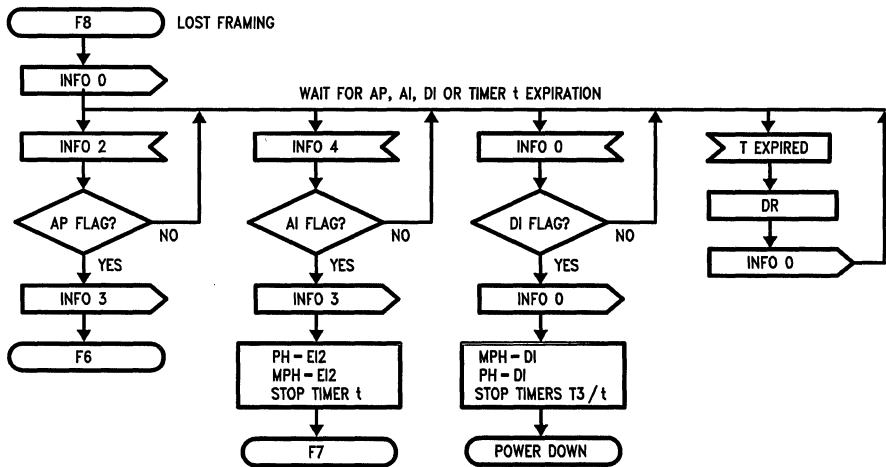 F8
LOST FRAMING
INFO 0
WAIT FOR AP, AI, DI OR TIMER t EXPIRATION
INFO 2
AP FLAG?
NO
YES
INFO 3
F6
INFO 4
AI FLAG?
NO
YES
INFO 3
PH – EI2
MPH – EI2
STOP TIMER t
F7
INFO 0
DI FLAG?
NO
YES
INFO 0
MPH – DI
PH – DI
STOP TIMERS T3/t
POWER DOWN
T EXPIRED
DR
INFO 0